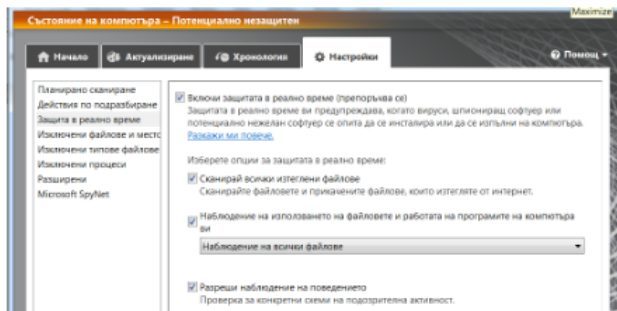 Maximize
Състояние на компютъра – Потенциално незащитен
Начало
Актуализиране
Хронология
Настройки
Помощ
Планирано сканиране
Действия по подразбиране
Защита в реално време
Изключени файлове и местс
Изключени типове файлове
Изключени процеси
Разширени
Microsoft SpyNet
Включи защитата в реално време (препоръчва се)
Защитата в реално време ви предупреждава, когато вируси, шпиониращ софтуер или
потенциално нежелан софтуер се опита да се инсталира или да се изпълни на компютъра.
Разкажи ми повече.
Изберете опции за защитата в реално време:
Сканирай всички изтеглени файлове
Сканирайте файловете и прикачените файлове, които изтегляте от интернет.
Наблюдение на използването на файловете и работата на програмите на компютъра
ви
Наблюдение на всички файлове
Разреши наблюдение на поведението
Проверка за конкретни схеми на подозрителна активност.